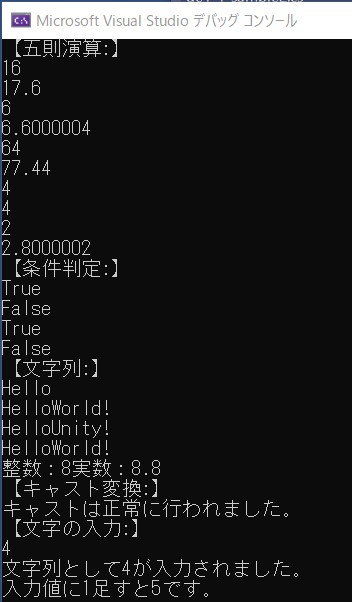 Microsoft Visual Studio デバッグ コンソール
【五則演算:】
16
17.6
6
6.6000004
64
77.44
4
4
2
2.8000002
【条件判定:】
True
False
True
False
【文字列:】
Hello
HelloWorld!
HelloUnity!
HelloWorld!
整数：8実数：8.8
【キャスト変換:】
キャストは正常に行われました。
【文字の入力:】
4
文字列として4が入力されました。
入力値に1足すと5です。